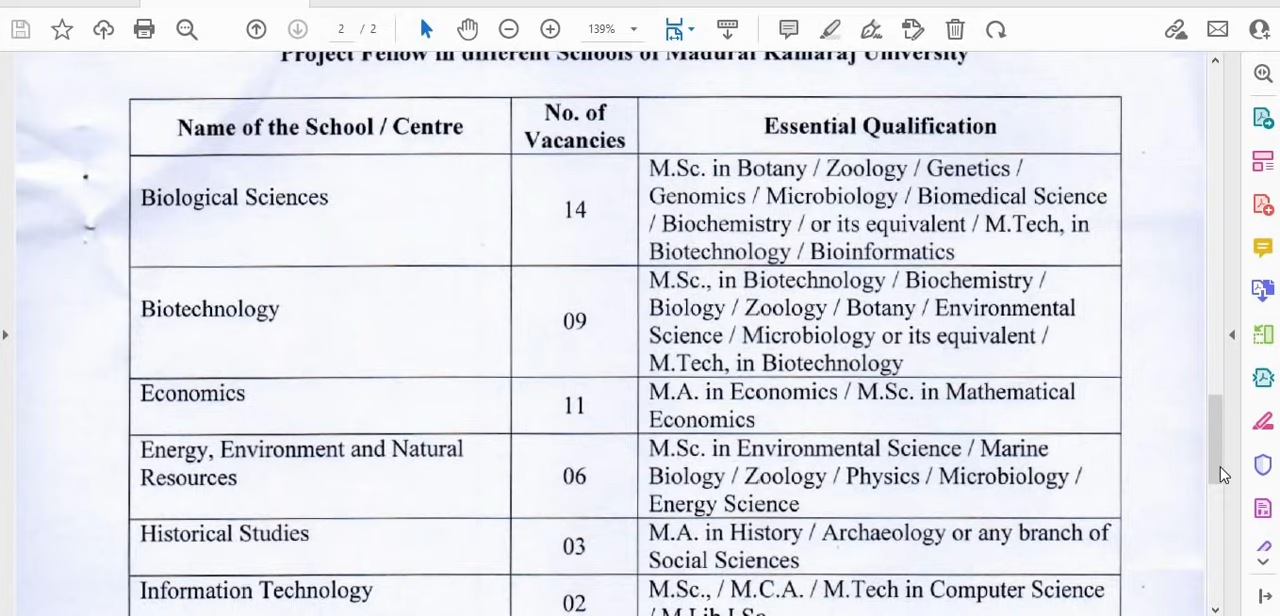 2 / 2
139%
Project Fellow in different Schools of Madurai Kamaraj University
Name of the School / Centre
No. of
Vacancies
Essential Qualification
Biological Sciences
14
M.Sc. in Botany / Zoology / Genetics /
Genomics / Microbiology / Biomedical Science
/ Biochemistry / or its equivalent / M.Tech, in
Biotechnology / Bioinformatics
Biotechnology
09
M.Sc., in Biotechnology / Biochemistry /
Biology / Zoology / Botany / Environmental
Science / Microbiology or its equivalent /
M.Tech, in Biotechnology
Economics
11
M.A. in Economics / M.Sc. in Mathematical
Economics
Energy, Environment and Natural
Resources
06
M.Sc. in Environmental Science / Marine
Biology / Zoology / Physics / Microbiology /
Energy Science
Historical Studies
03
M.A. in History / Archaeology or any branch of
Social Sciences
Information Technology
02
M.Sc., / M.C.A. / M.Tech in Computer Science
/ M.Lib.I.Sc